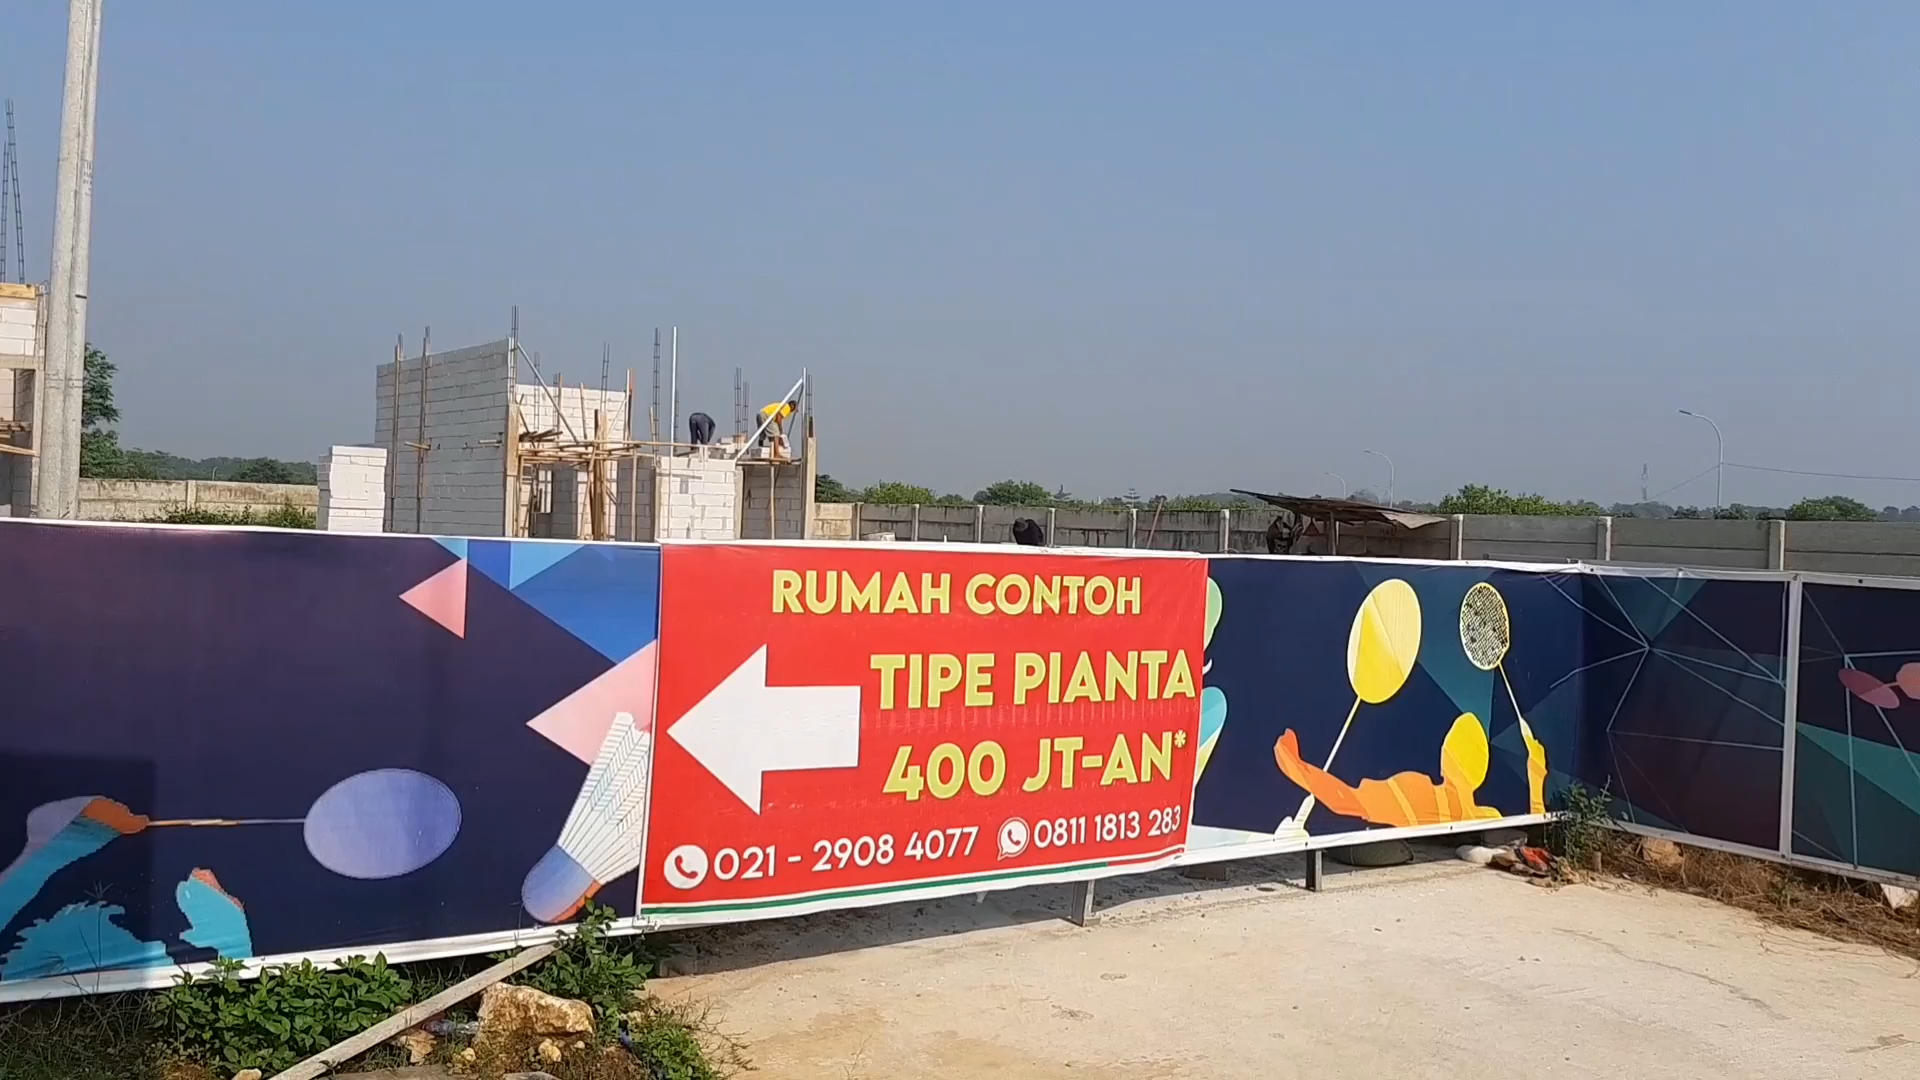 RUMAH CONTOH
TIPE PIANTA
400 JT-AN*
021 - 2908 4077
0811 1813 283